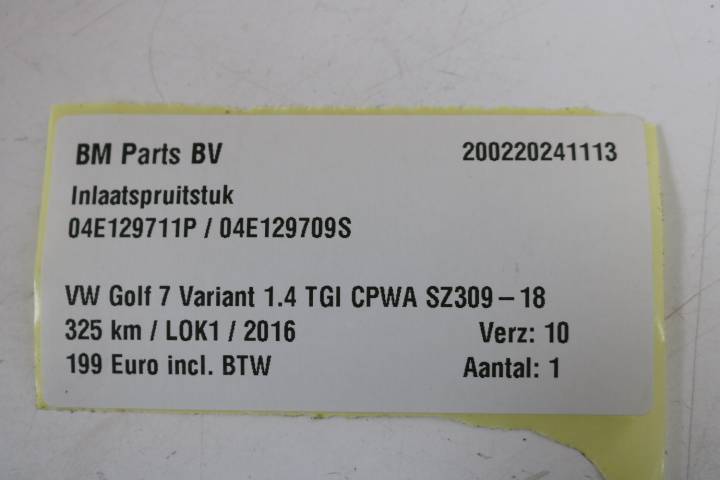 BM Parts BV 200220241113
Inlaatspruitstuk
04E129711P / 04E129709S
VW Golf 7 Variant 1.4 TGI CPWA SZ309 – 18
325 km / LOK1 / 2016 Verz: 10
199 Euro incl. BTW Aantal: 1